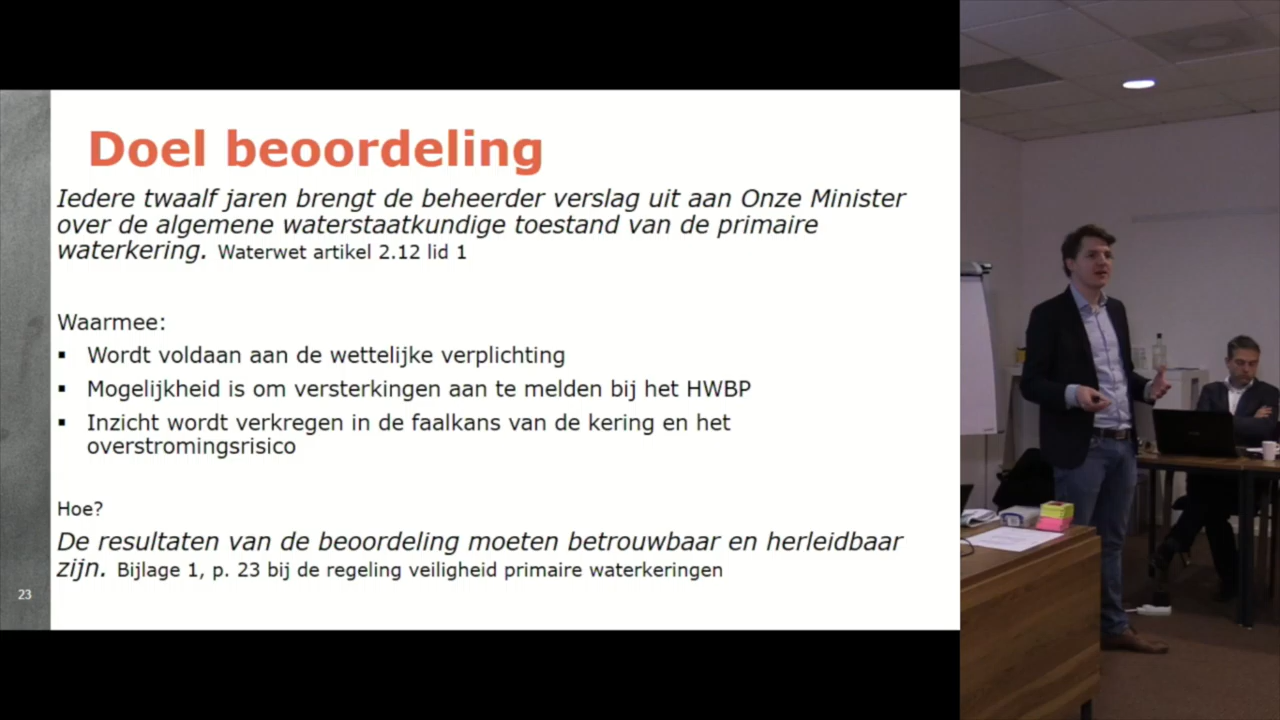 Doel beoordeling
Iedere twaalf jaren brengt de beheerder verslag uit aan Onze Minister
over de algemene waterstaatkundige toestand van de primaire
waterkering. Waterwet artikel 2.12 lid 1
Waarmee:
▪ Wordt voldaan aan de wettelijke verplichting
▪ Mogelijkheid is om versterkingen aan te melden bij het HWBP
▪ Inzicht wordt verkregen in de faalkans van de kering en het
overstromingsrisico
Hoe?
De resultaten van de beoordeling moeten betrouwbaar en herleidbaar
zijn. Bijlage 1, p. 23 bij de regeling veiligheid primaire waterkeringen
23